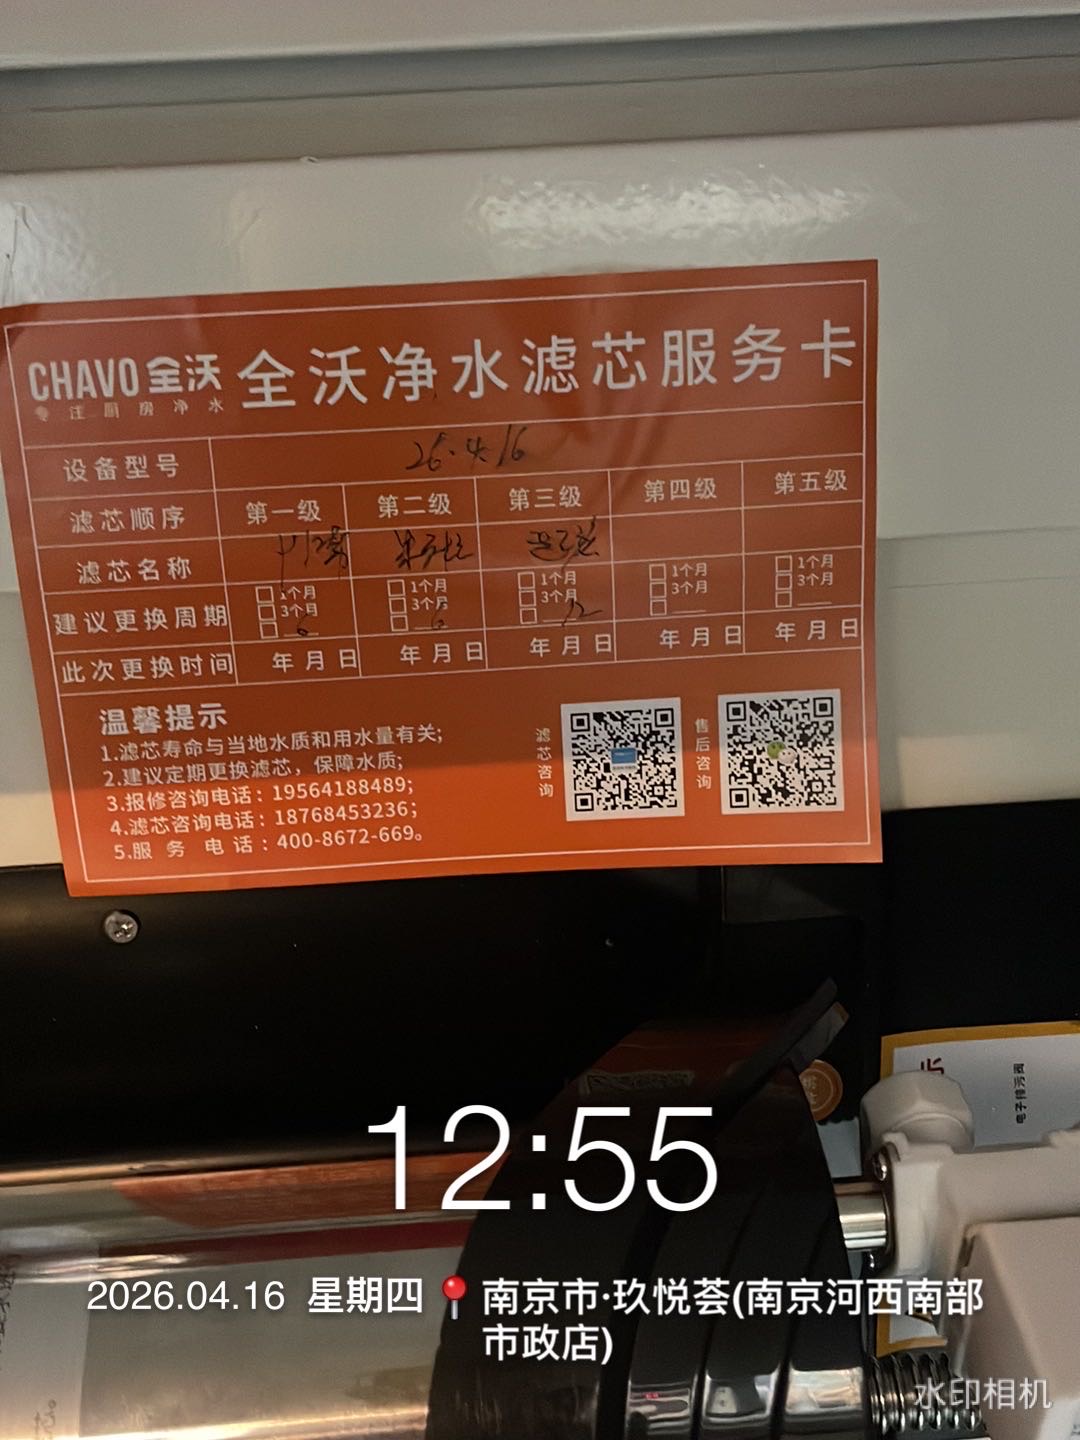 CHAVO 全沃
专注厨房净水
全沃净水滤芯服务卡
设备型号 26.4.16
滤芯顺序 第一级 第二级 第三级 第四级 第五级
滤芯名称
建议更换周期 1个月 1个月 1个月 1个月 1个月
3个月 3个月 3个月 3个月 3个月
6 6 12
此次更换时间 年月日 年月日 年月日 年月日 年月日
温馨提示
1.滤芯寿命与当地水质和用水量有关;
2.建议定期更换滤芯，保障水质;
3.报修咨询电话：19564188489;
4.滤芯咨询电话：18768453236;
5.服务电话：400-8672-669。
滤芯咨询
售后咨询
示
电子排污阀
12:55
2026.04.16 星期四 南京市·玖悦荟(南京河西南部
市政店)
水印相机